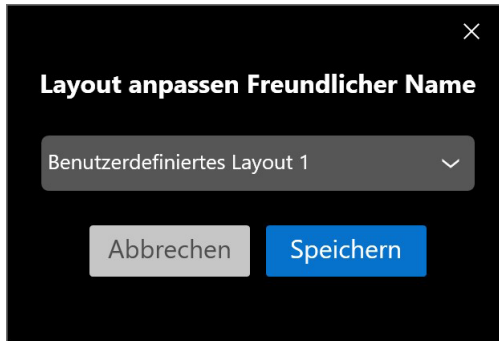 Layout anpassen Freundlicher Name
Benutzerdefiniertes Layout 1
Abbrechen
Speichern